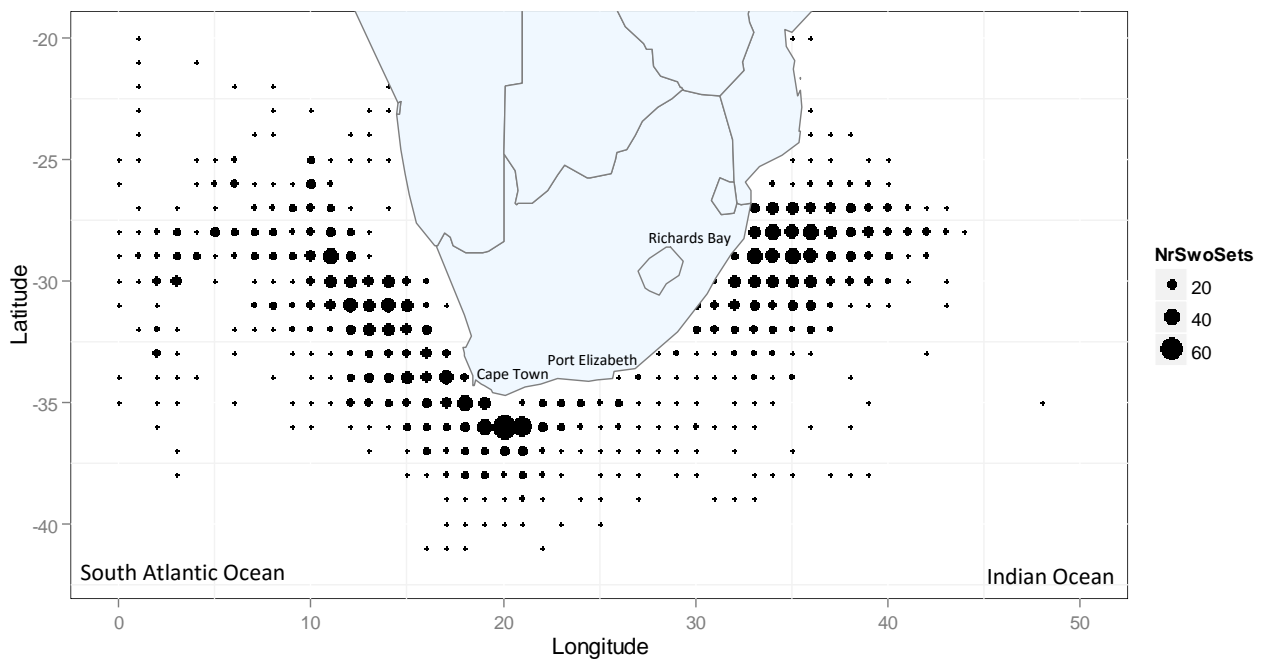 -20
-25
-30
-35
-40
Latitude
Richards Bay
Port Elizabeth
Cape Town
South Atlantic Ocean
Indian Ocean
0
10
20
30
40
50
Longitude
NrSwoSets
20
40
60